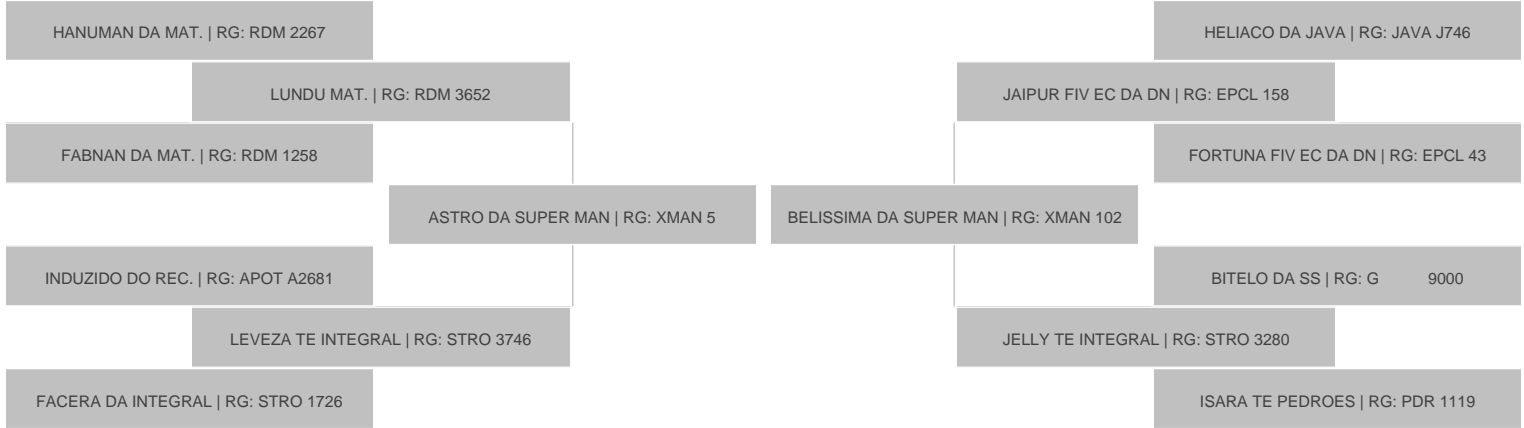 HANUMAN DA MAT. | RG: RDM 2267
HELIACO DA JAVA | RG: JAVA J746
LUNDU MAT. | RG: RDM 3652
JAIPUR FIV EC DA DN | RG: EPCL 158
FABNAN DA MAT. | RG: RDM 1258
FORTUNA FIV EC DA DN | RG: EPCL 43
ASTRO DA SUPER MAN | RG: XMAN 5
BELISSIMA DA SUPER MAN | RG: XMAN 102
INDUZIDO DO REC. | RG: APOT A2681
BITELO DA SS | RG: G 9000
LEVEZA TE INTEGRAL | RG: STRO 3746
JELLY TE INTEGRAL | RG: STRO 3280
FACERA DA INTEGRAL | RG: STRO 1726
ISARA TE PEDROES | RG: PDR 1119